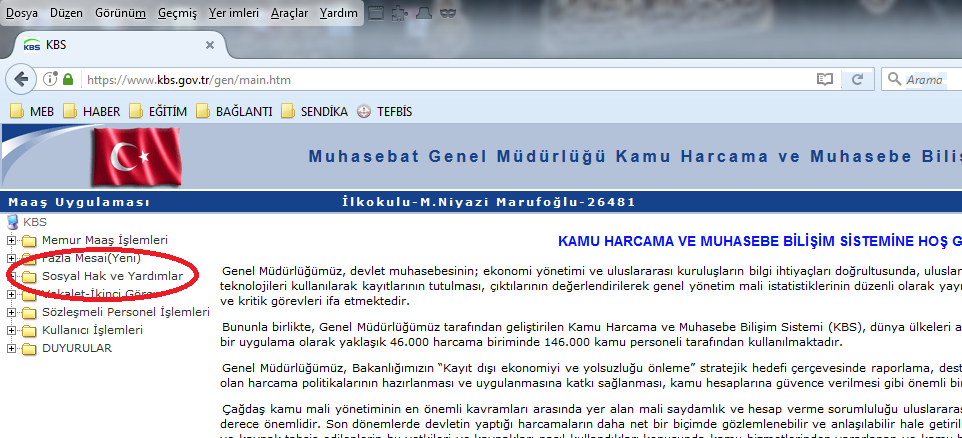 Dosya Düzen Görünüm Geçmiş Yer imleri Araçlar Yardım
KBS
https://www.kbs.gov.tr/gen/main.htm
Arama
MEB HABER EĞİTİM BAĞLANTI SENDİKA TEFBİS
Muhasebat Genel Müdürlüğü Kamu Harcama ve Muhasebe Biliş
Maaş Uygulaması İlkokulu-M.Niyazi Marufoğlu-26481
KBS
Memur Maaş İşlemleri
Fazla Mesai(Yeni)
Sosyal Hak ve Yardımlar
Vekalet-İkinci Görev
Sözleşmeli Personel İşlemleri
Kullanıcı İşlemleri
DUYURULAR
KAMU HARCAMA VE MUHASEBE BİLİŞİM SİSTEMİNE HOŞ G
Genel Müdürlüğümüz, devlet muhasebesinin; ekonomi yönetimi ve uluslararası kuruluşların bilgi ihtiyaçları doğrultusunda, uluslar
teknolojileri kullanılarak kayıtlarının tutulması, çıktılarının değerlendirilerek genel yönetim mali istatistiklerinin düzenli olarak yayı
ve kritik görevleri ifa etmektedir.
Bununla birlikte, Genel Müdürlüğümüz tarafından geliştirilen Kamu Harcama ve Muhasebe Bilişim Sistemi (KBS), dünya ülkeleri a
bir uygulama olarak yaklaşık 46.000 harcama biriminde 146.000 kamu personeli tarafından kullanılmaktadır.
Genel Müdürlüğümüz, Bakanlığımızın “Kayıt dışı ekonomiyi ve yolsuzluğu önleme” stratejik hedefi çerçevesinde raporlama, dest
olan harcama politikalarının hazırlanması ve uygulanmasına katkı sağlanması, kamu hesaplarına güvence verilmesi gibi önemli bir
Çağdaş kamu mali yönetiminin en önemli kavramları arasında yer alan mali saydamlık ve hesap verme sorumluluğu uluslararas
derece önemlidir. Son dönemlerde devletin yaptığı harcamaların daha net bir biçimde gözlemlenebilir ve anlaşılabilir hale getiril